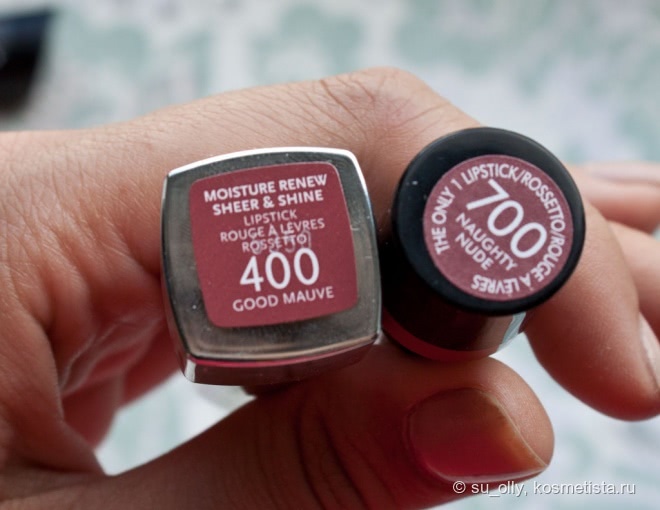 MOISTURE RENEW
SHEER & SHINE
LIPSTICK
ROUGE À LÈVRES
ROSSETTO
400
GOOD MAUVE
THE ONLY 1 LIPSTICK/ROSSETTO/ROUGE A LÈVRES
700
NAUGHTY
NUDE
© su_olly, kosmetista.ru